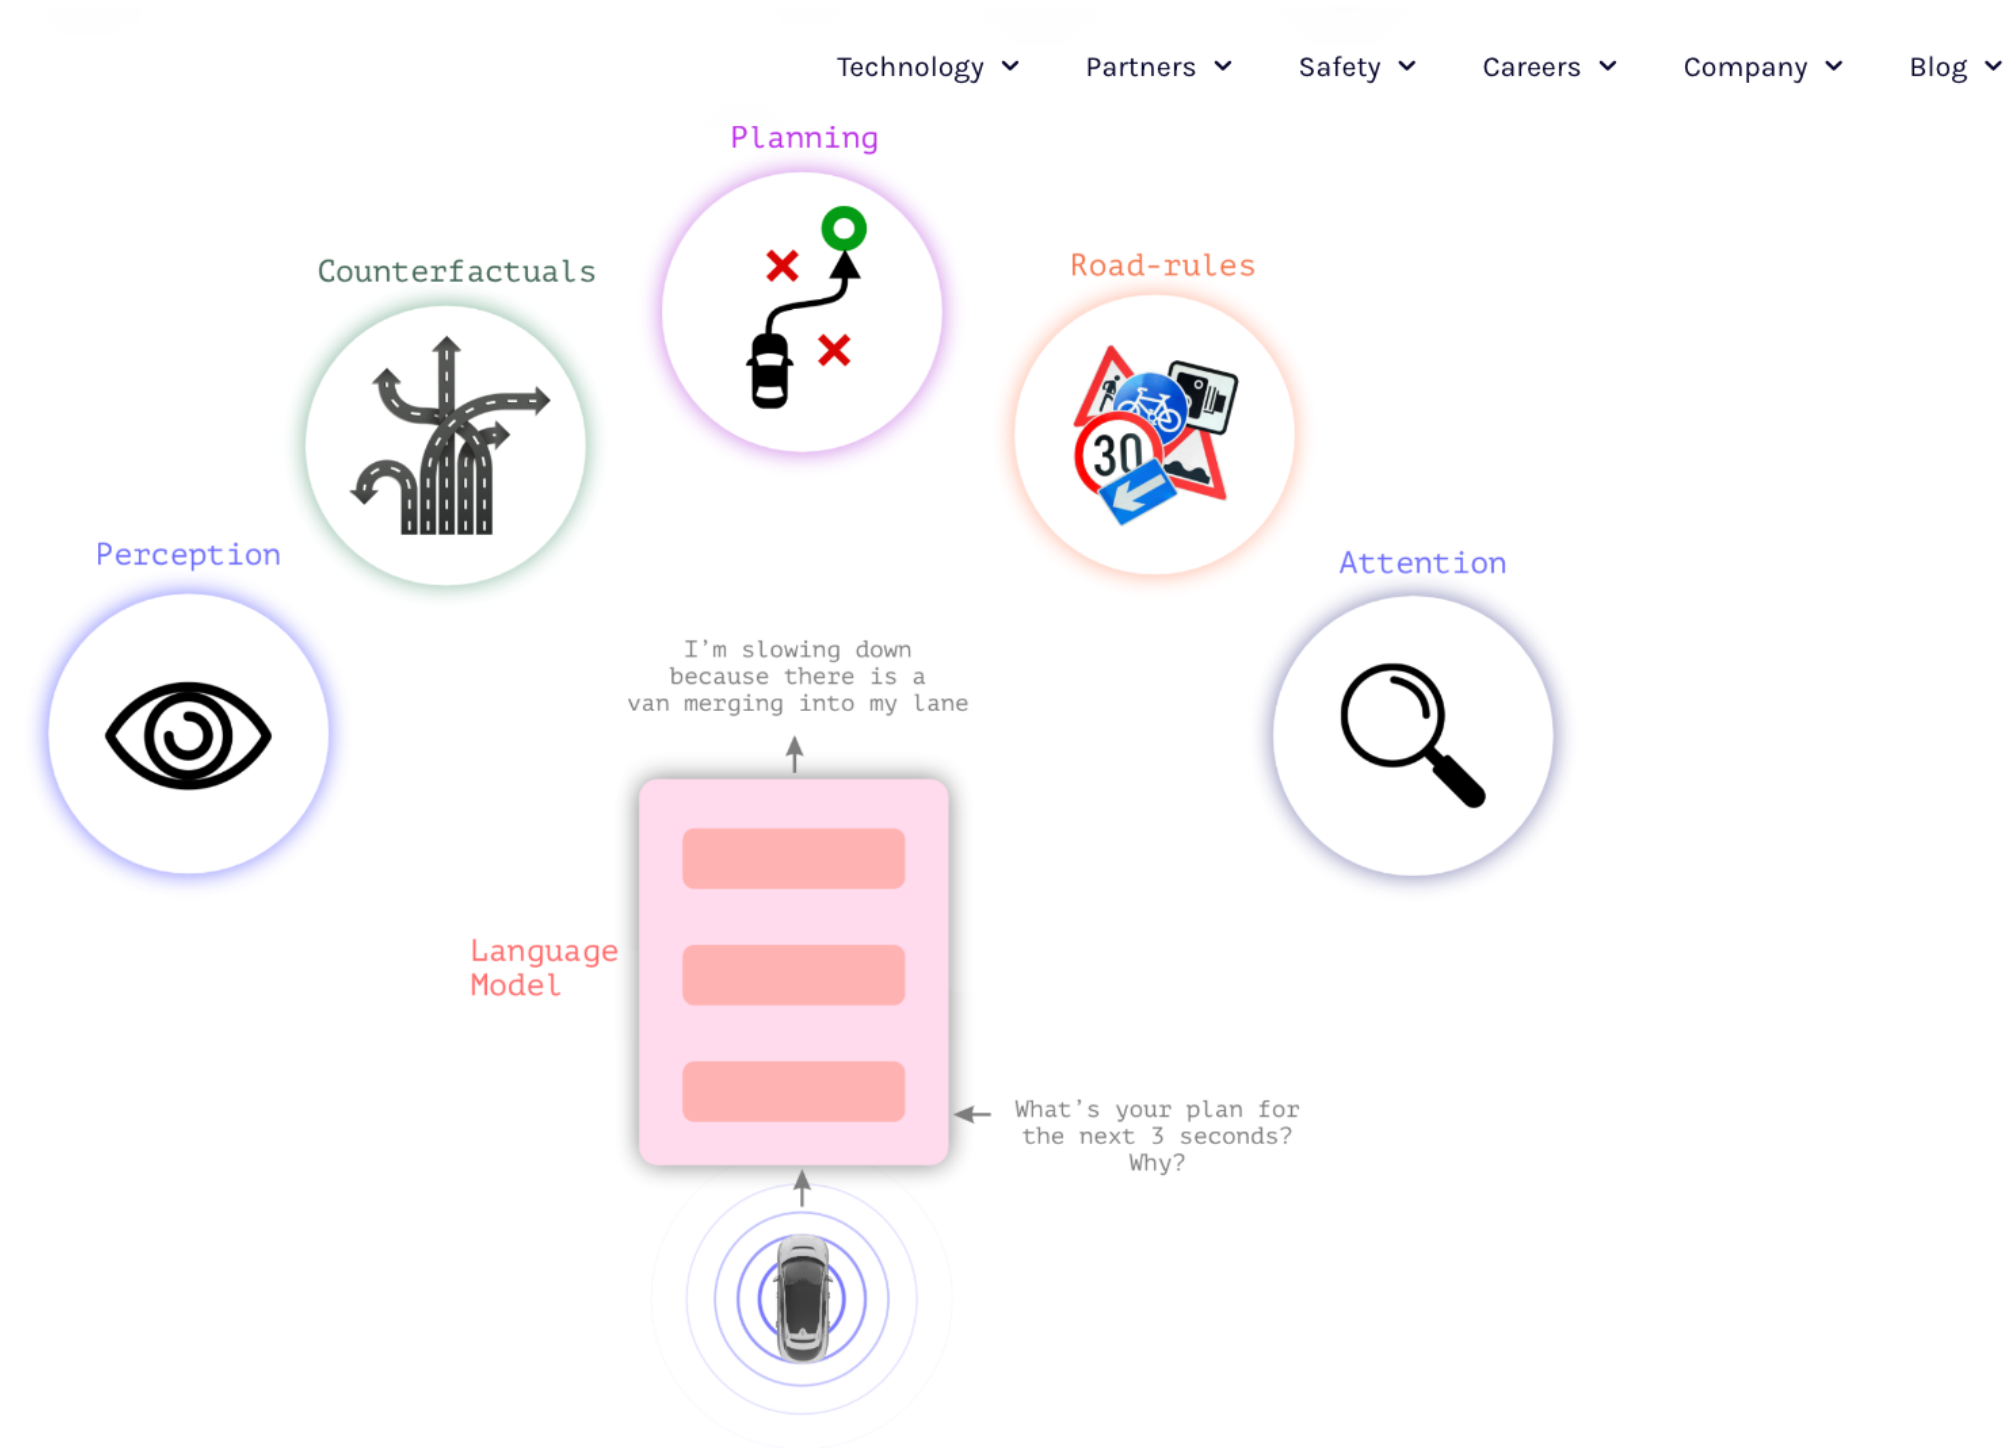 Technology Partners Safety Careers Company Blog
Planning
Counterfactuals
Road-rules
30
Perception
Attention
I'm slowing down
because there is a
van merging into my lane
Language
Model
What's your plan for
the next 3 seconds?
Why?